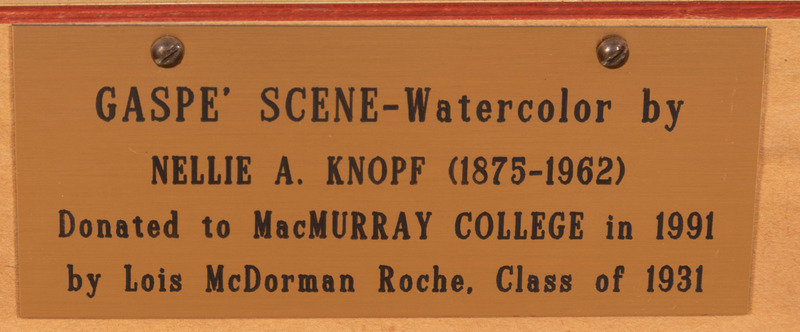 GASPE' SCENE-Watercolor by
NELLIE A. KNOPF (1875-1962)
Donated to MacMURRAY COLLEGE in 1991
by Lois McDorman Roche, Class of 1931